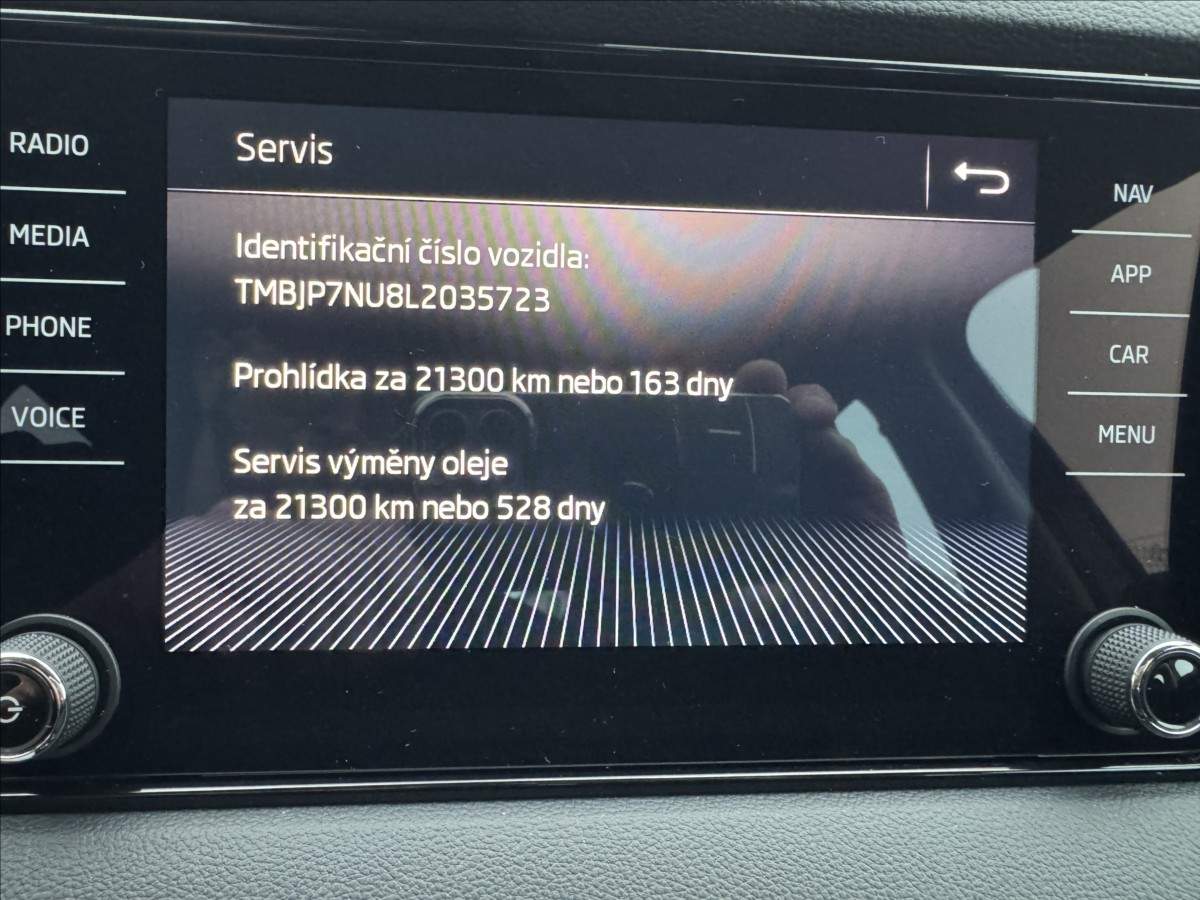 Servis
RADIO
MEDIA
PHONE
VOICE
Identifikační číslo vozidla:
TMBJP7NU8L2035723
Prohlídka za 21300 km nebo 163 dny
Servis výměny oleje
za 21300 km nebo 528 dny
NAV
APP
CAR
MENU